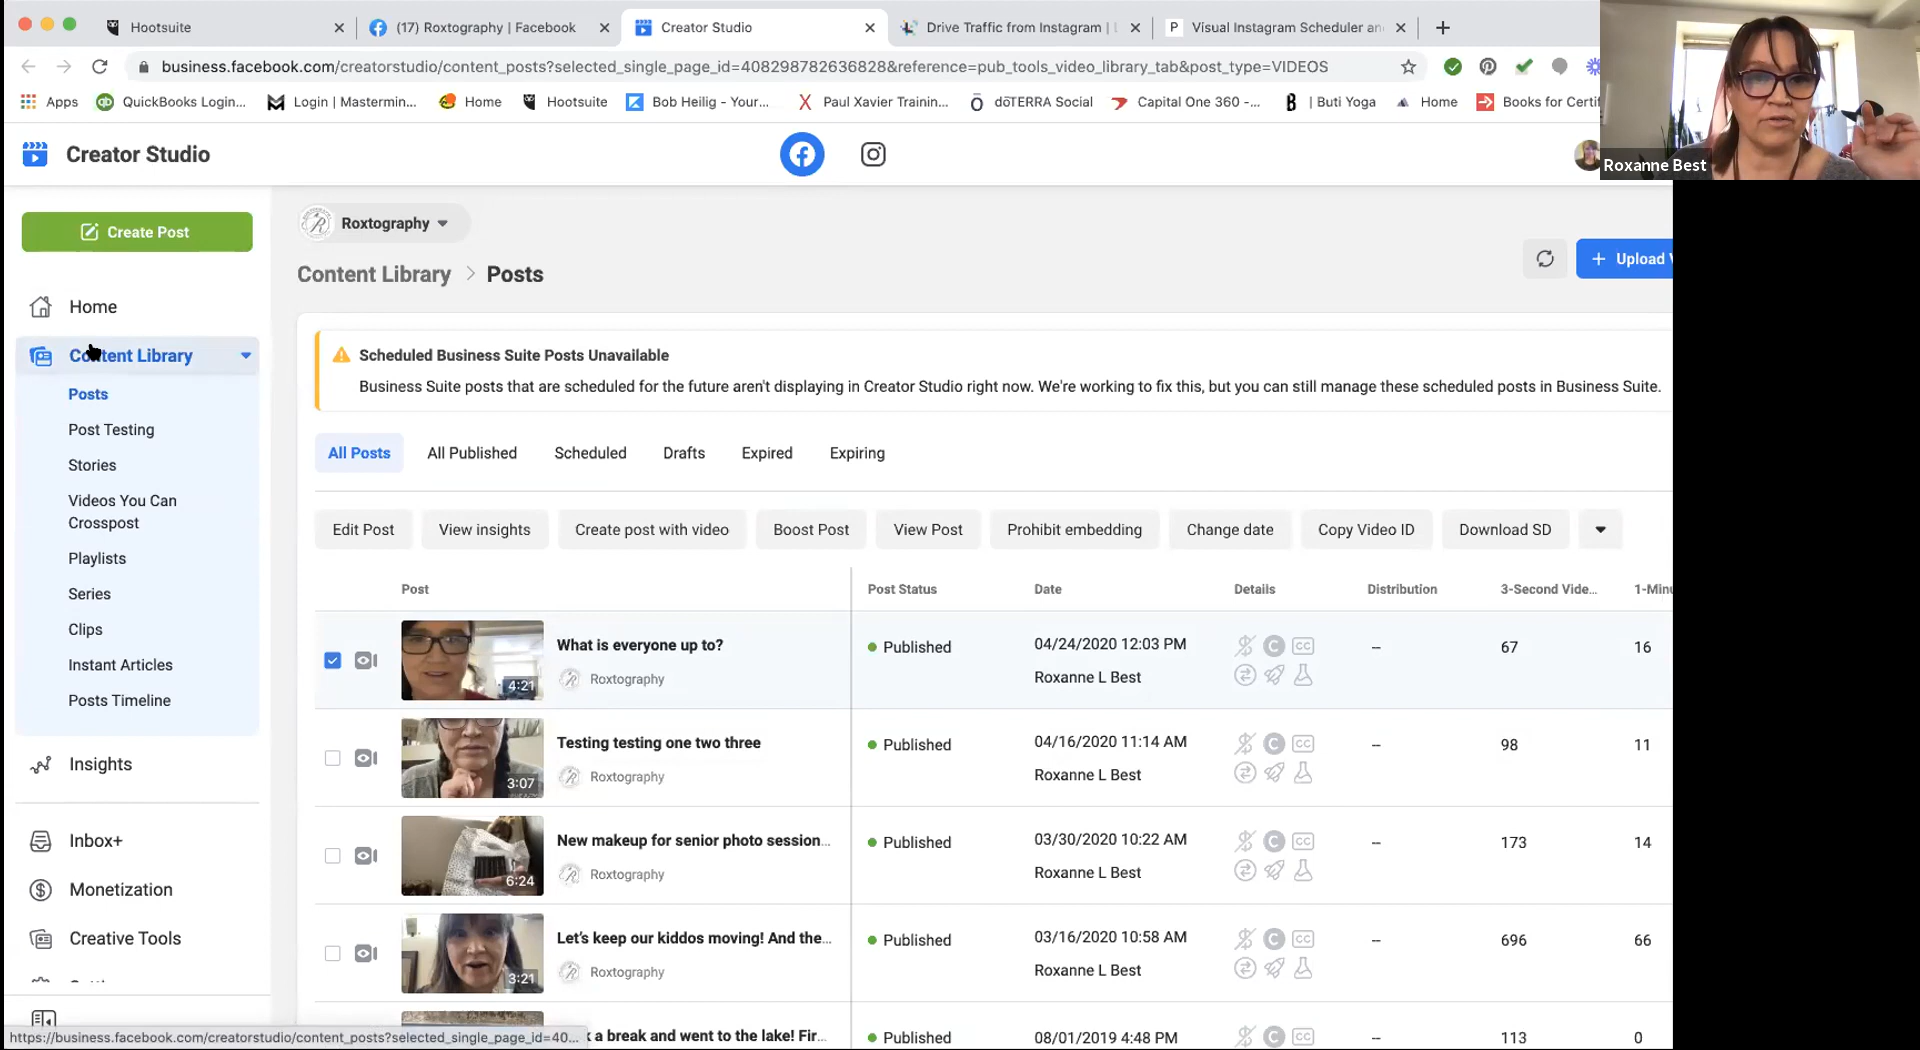 Hootsuite
(17) Roxtography | Facebook
Creator Studio
Drive Traffic from Instagram |
Visual Instagram Scheduler an
business.facebook.com/creatorstudio/content_posts?selected_single_page_id=408298782636828&reference=pub_tools_video_library_tab&post_type=VIDEOS
Apps
QuickBooks Login...
Login | Mastermin...
Home
Hootsuite
Bob Heilig - Your...
Paul Xavier Trainin...
dōTERRA Social
Capital One 360 -...
| Buti Yoga
Home
Books for Certif
Roxanne Best
Creator Studio
Create Post
Home
Content Library
Posts
Post Testing
Stories
Videos You Can
Crosspost
Playlists
Series
Clips
Instant Articles
Posts Timeline
Insights
Inbox+
Monetization
Creative Tools
Roxtography
Content Library > Posts
+ Upload
Scheduled Business Suite Posts Unavailable
Business Suite posts that are scheduled for the future aren't displaying in Creator Studio right now. We're working to fix this, but you can still manage these scheduled posts in Business Suite.
All Posts
All Published
Scheduled
Drafts
Expired
Expiring
Edit Post
View insights
Create post with video
Boost Post
View Post
Prohibit embedding
Change date
Copy Video ID
Download SD
Post
Post Status
Date
Details
Distribution
3-Second Vide...
1-Minu
4:21
What is everyone up to?
Roxtography
Published
04/24/2020 12:03 PM
Roxanne L Best
--
67
16
3:07
Testing testing one two three
Roxtography
Published
04/16/2020 11:14 AM
Roxanne L Best
--
98
11
6:24
New makeup for senior photo session...
Roxtography
Published
03/30/2020 10:22 AM
Roxanne L Best
--
173
14
3:21
Let's keep our kiddos moving! And the...
Roxtography
Published
03/16/2020 10:58 AM
Roxanne L Best
--
696
66
a break and went to the lake! Fir...
Published
08/01/2019 4:48 PM
--
113
0
https://business.facebook.com/creatorstudio/content_posts?selected_single_page_id=40...